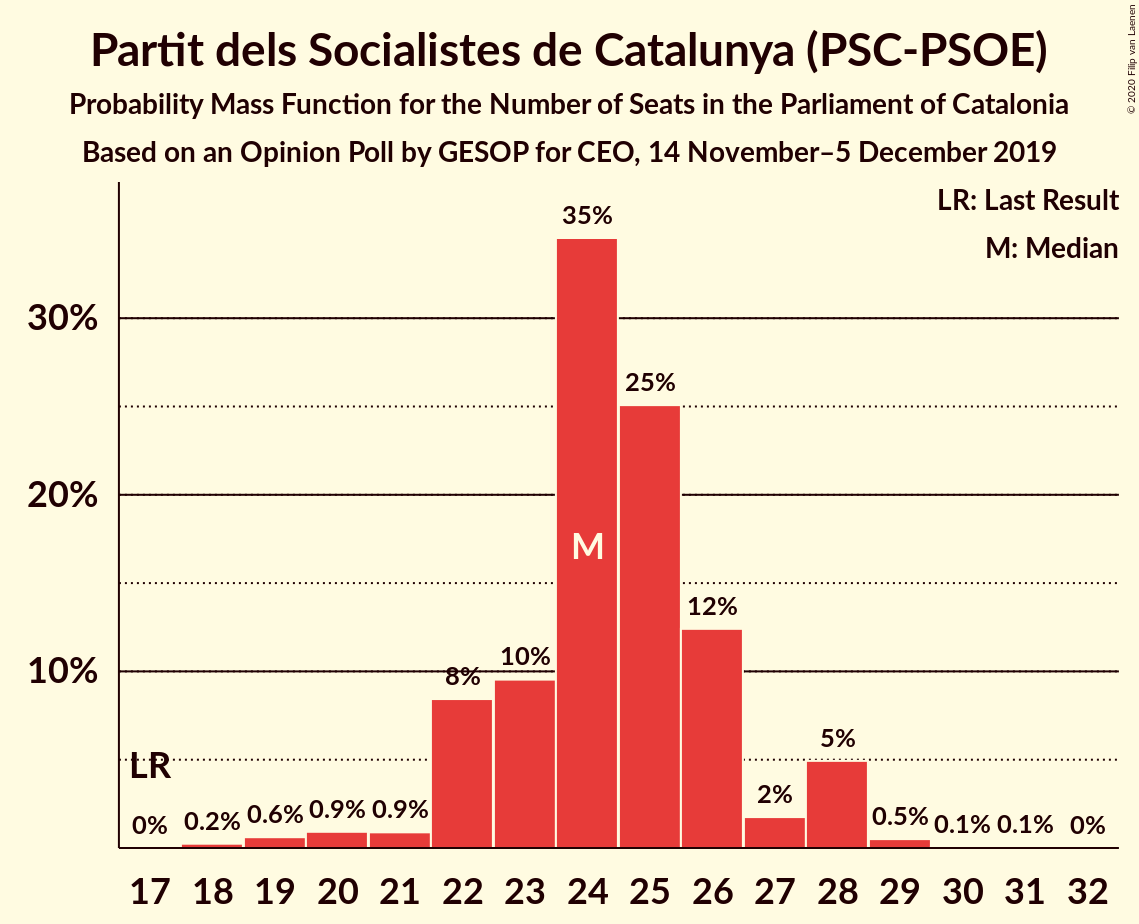 Partit dels Socialistes de Catalunya (PSC-PSOE)
Probability Mass Function for the Number of Seats in the Parliament of Catalonia
Based on an Opinion Poll by GESOP for CEO, 14 November–5 December 2019
© 2020 Filip van Laenen
LR: Last Result
M: Median
35%
30%
25%
20%
M
12%
10%
10%
8%
LR
5%
2%
0% 0.2% 0.6% 0.9% 0.9% 0.5% 0.1% 0.1% 0%
17 18 19 20 21 22 23 24 25 26 27 28 29 30 31 32